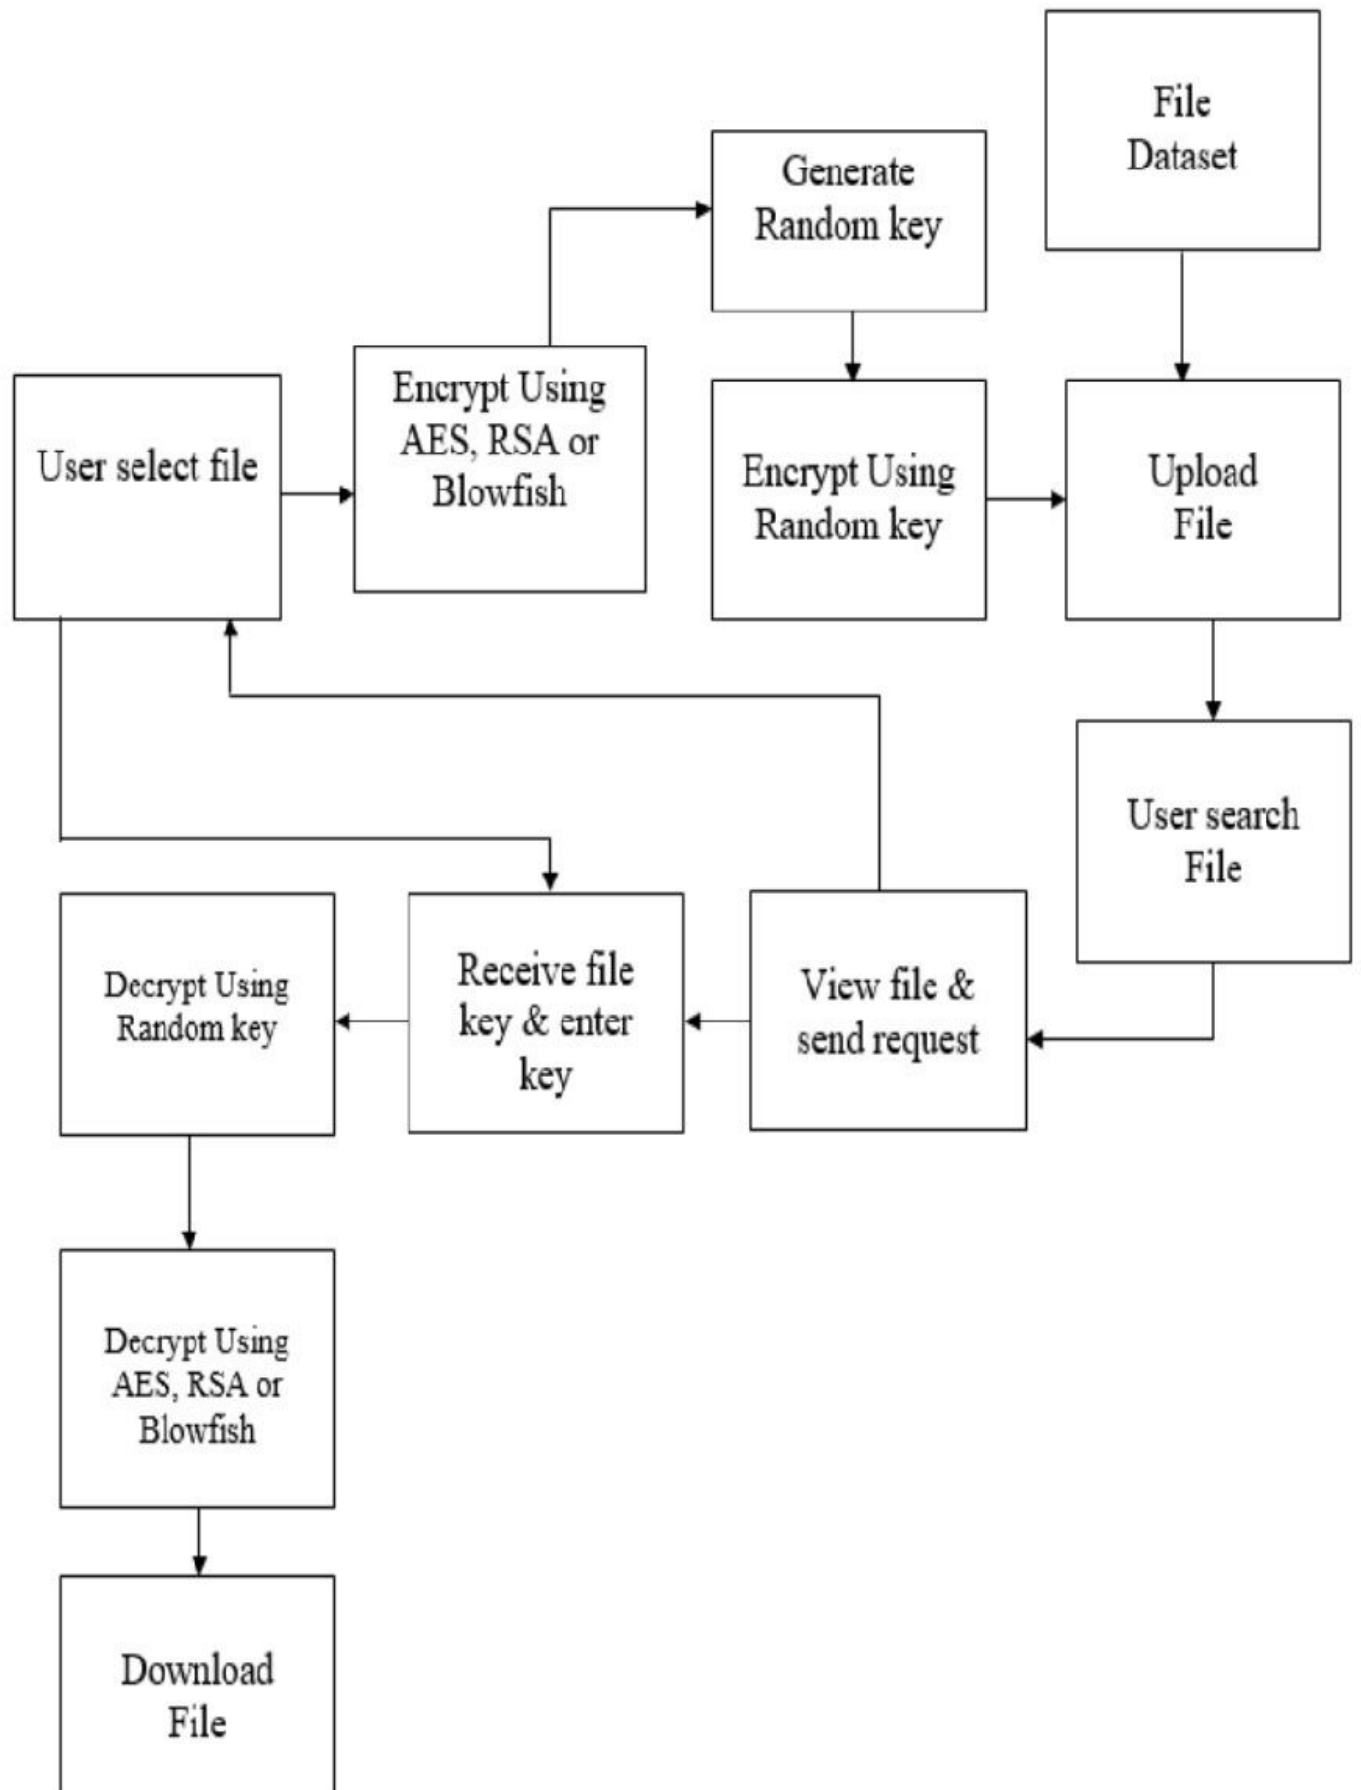 File
Dataset
Generate
Random key
Encrypt Using
AES, RSA or
Blowfish
User select file
Encrypt Using
Random key
Upload
File
User search
File
Decrypt Using
Random key
Receive file
key & enter
key
View file &
send request
Decrypt Using
AES, RSA or
Blowfish
Download
File